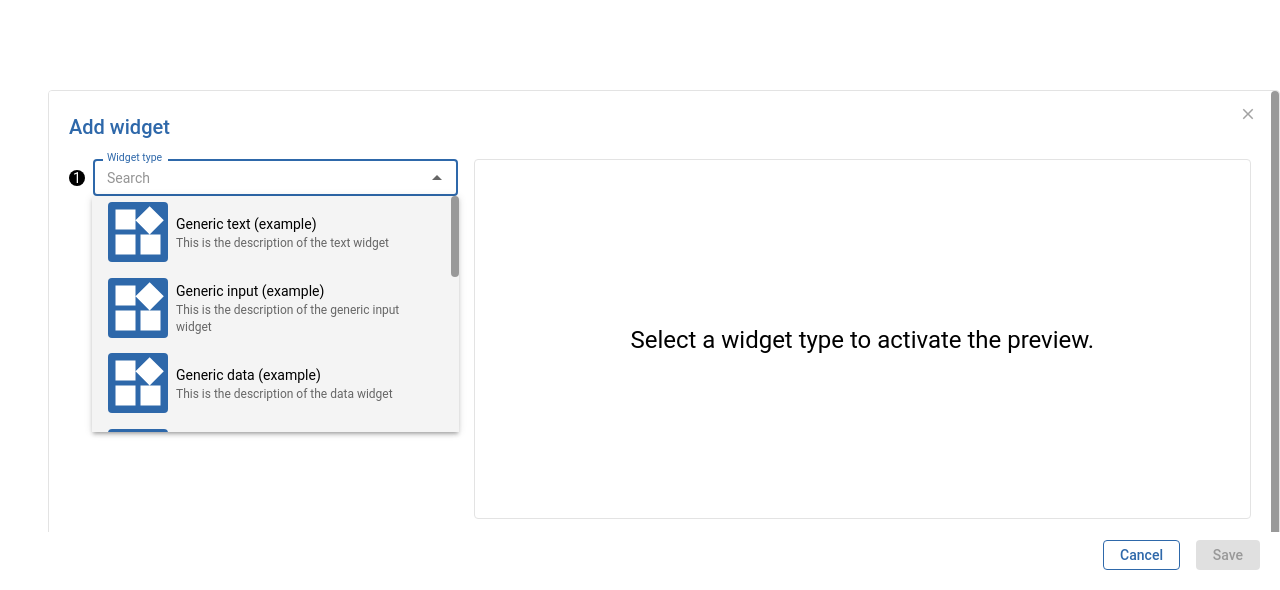 Add widget
Widget type
1
Search
Generic text (example)
This is the description of the text widget
Generic input (example)
This is the description of the generic input
widget
Generic data (example)
This is the description of the data widget
Select a widget type to activate the preview.
Cancel
Save